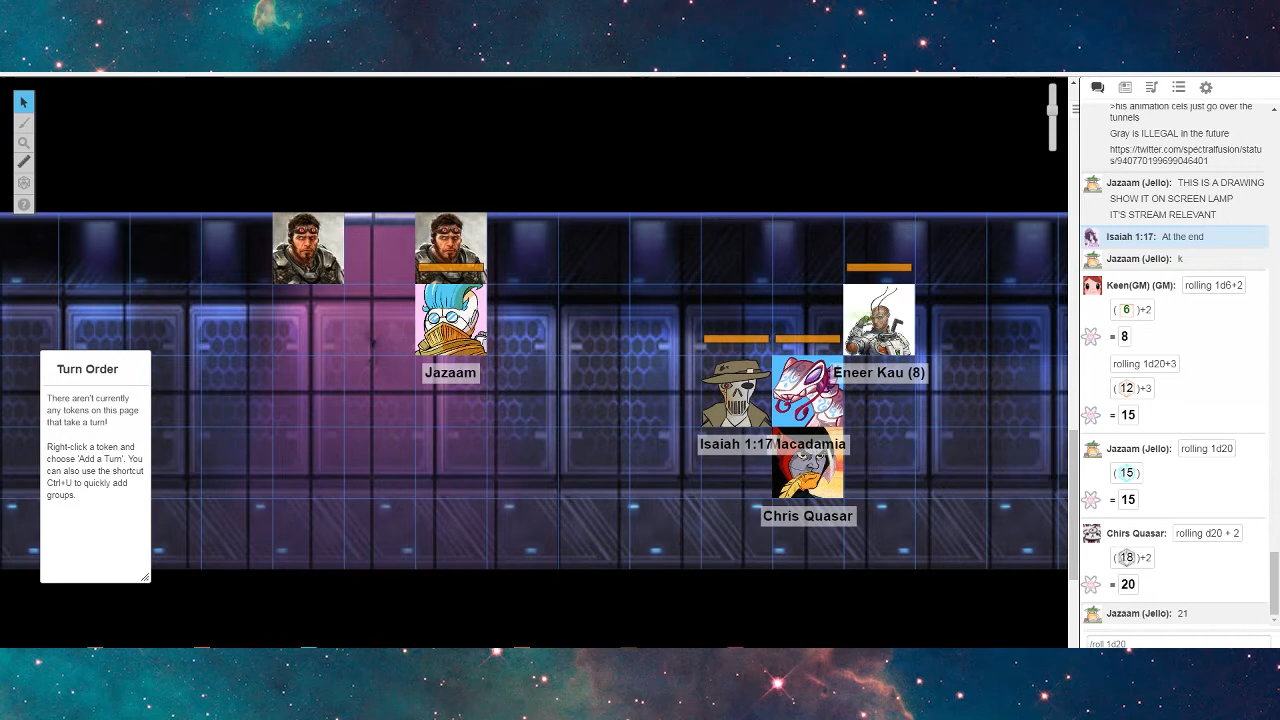 Turn Order
There aren't currently
any tokens on this page
that take a turn!
Right-click a token and
choose 'Add a Turn'. You
can also use the shortcut
Ctrl+U to quickly add
groups.
Jazaam
Eneer Kau (8)
Isaiah 1:17
Macadamia
Chris Quasar
>his animation cels just go over the
tunnels
Gray is ILLEGAL in the future
https://twitter.com/spectralfusion/statu
s/940770199699046401
Jazaam (Jello): THIS IS A DRAWING
SHOW IT ON SCREEN LAMP
IT'S STREAM RELEVANT
Isaiah 1:17: At the end
Jazaam (Jello): k
Keen(GM) (GM): rolling 1d6+2
(6)+2
= 8
rolling 1d20+3
(12)+3
= 15
Jazaam (Jello): rolling 1d20
(15)
= 15
Chirs Quasar: rolling d20 + 2
(18)+2
= 20
Jazaam (Jello): 21
/roll 1d20